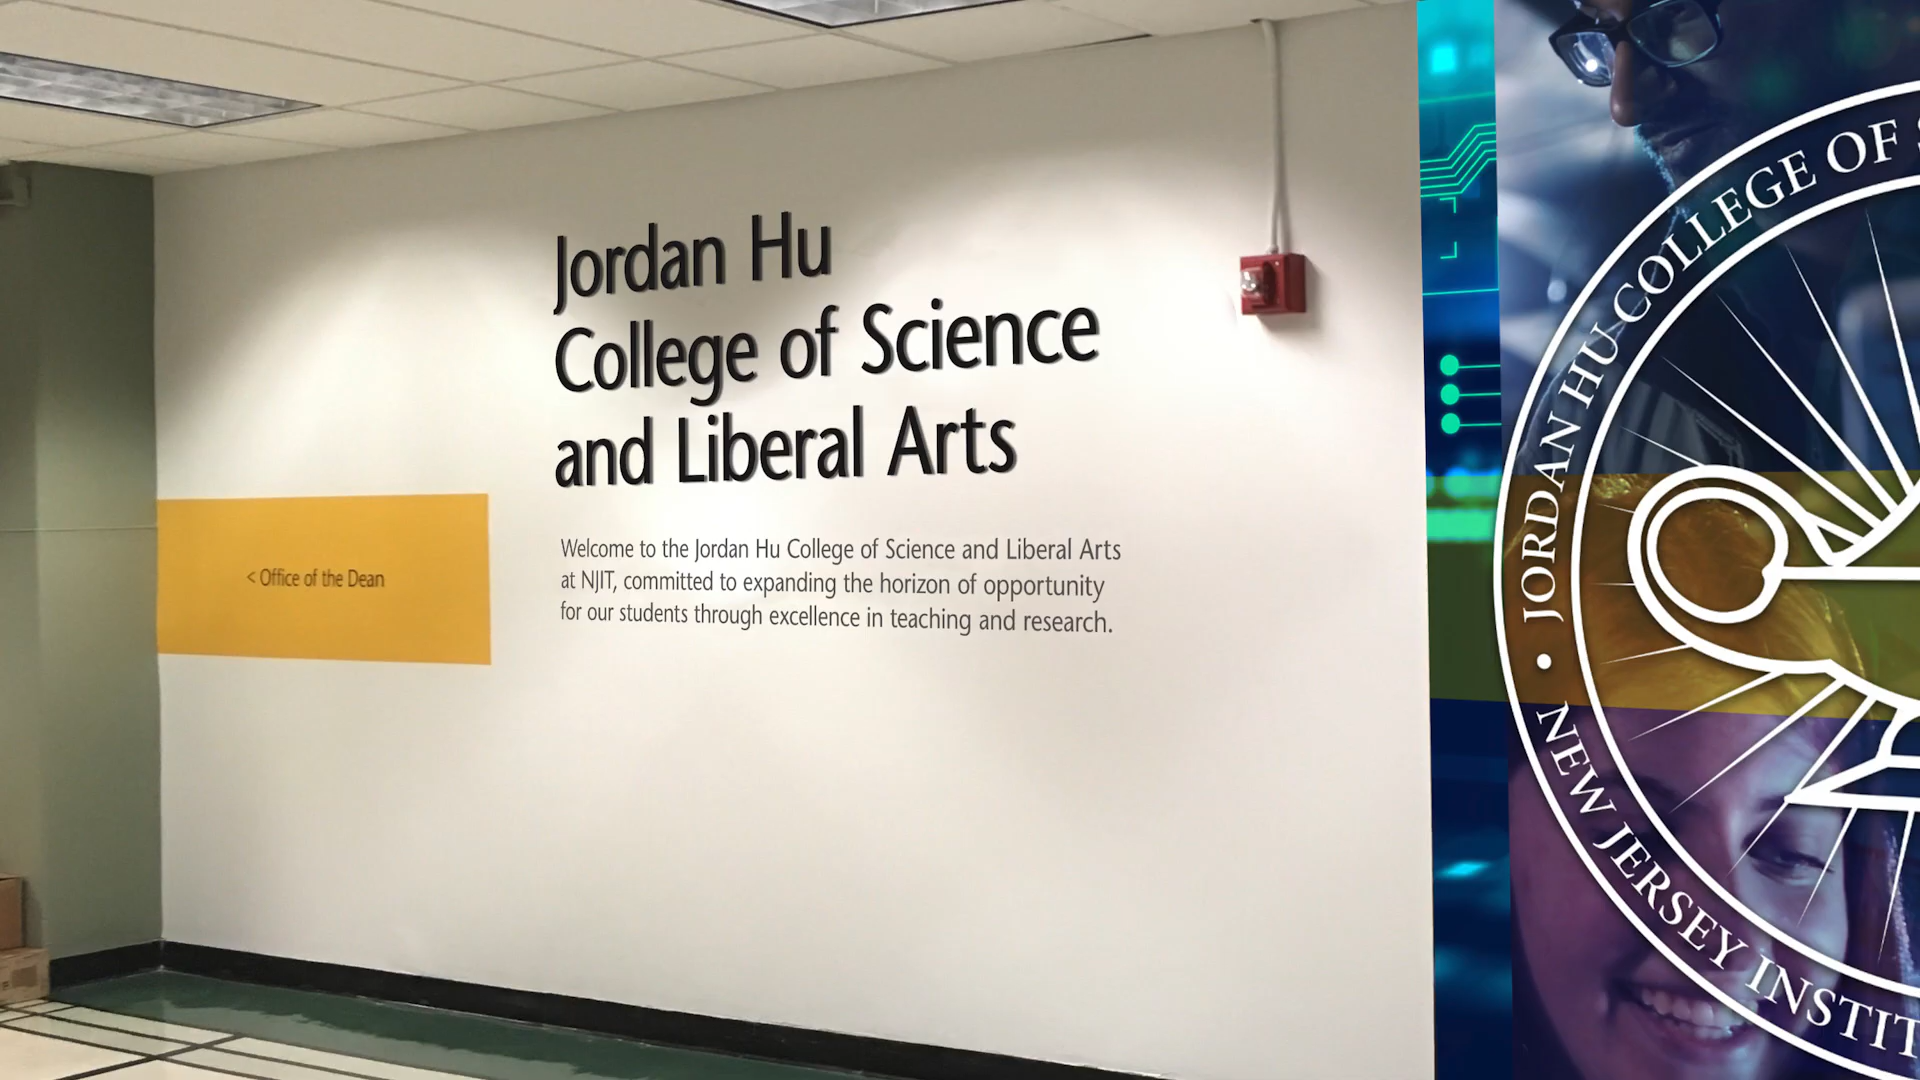 Jordan Hu
College of Science
and Liberal Arts
Welcome to the Jordan Hu College of Science and Liberal Arts
at NJIT, committed to expanding the horizon of opportunity
for our students through excellence in teaching and research.
< Office of the Dean
• JORDAN HU COLLEGE OF
NEW JERSEY